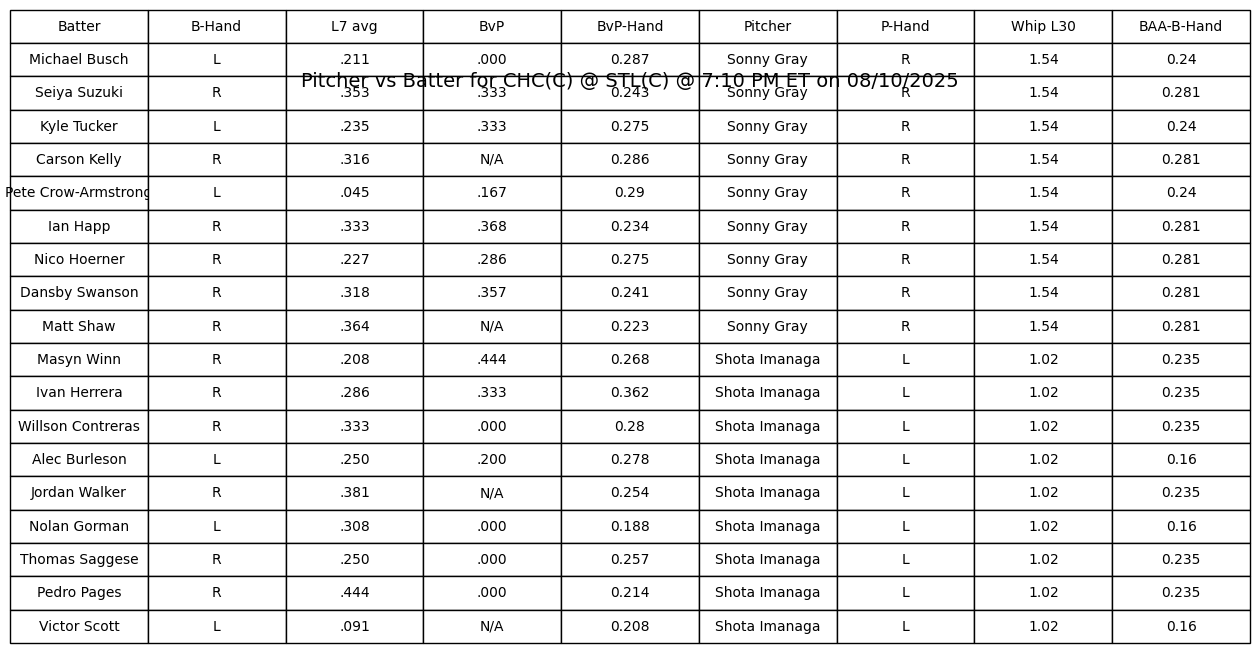 Batter B-Hand L7 avg BvP BvP-Hand Pitcher P-Hand Whip L30 BAA-B-Hand
Michael Busch L .211 .000 0.287 Sonny Gray R 1.54 0.24
Pitcher vs Batter for CHC(C) @ STL(C) @ 7:10 PM ET on 08/10/2025
Seiya Suzuki R .353 .333 0.243 Sonny Gray R 1.54 0.281
Kyle Tucker L .235 .333 0.275 Sonny Gray R 1.54 0.24
Carson Kelly R .316 N/A 0.286 Sonny Gray R 1.54 0.281
Pete Crow-Armstrong L .045 .167 0.29 Sonny Gray R 1.54 0.24
Ian Happ R .333 .368 0.234 Sonny Gray R 1.54 0.281
Nico Hoerner R .227 .286 0.275 Sonny Gray R 1.54 0.281
Dansby Swanson R .318 .357 0.241 Sonny Gray R 1.54 0.281
Matt Shaw R .364 N/A 0.223 Sonny Gray R 1.54 0.281
Masyn Winn R .208 .444 0.268 Shota Imanaga L 1.02 0.235
Ivan Herrera R .286 .333 0.362 Shota Imanaga L 1.02 0.235
Willson Contreras R .333 .000 0.28 Shota Imanaga L 1.02 0.235
Alec Burleson L .250 .200 0.278 Shota Imanaga L 1.02 0.16
Jordan Walker R .381 N/A 0.254 Shota Imanaga L 1.02 0.235
Nolan Gorman L .308 .000 0.188 Shota Imanaga L 1.02 0.16
Thomas Saggese R .250 .000 0.257 Shota Imanaga L 1.02 0.235
Pedro Pages R .444 .000 0.214 Shota Imanaga L 1.02 0.235
Victor Scott L .091 N/A 0.208 Shota Imanaga L 1.02 0.16